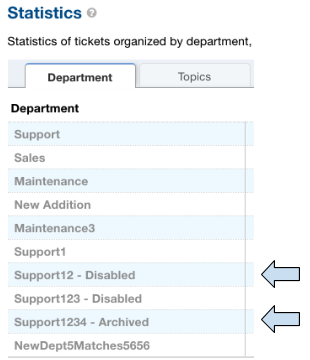 Statistics
Statistics of tickets organized by department,
Department
Topics
Department
Support
Sales
Maintenance
New Addition
Maintenance3
Support1
Support12 - Disabled
Support123 - Disabled
Support1234 - Archived
NewDept5Matches5656